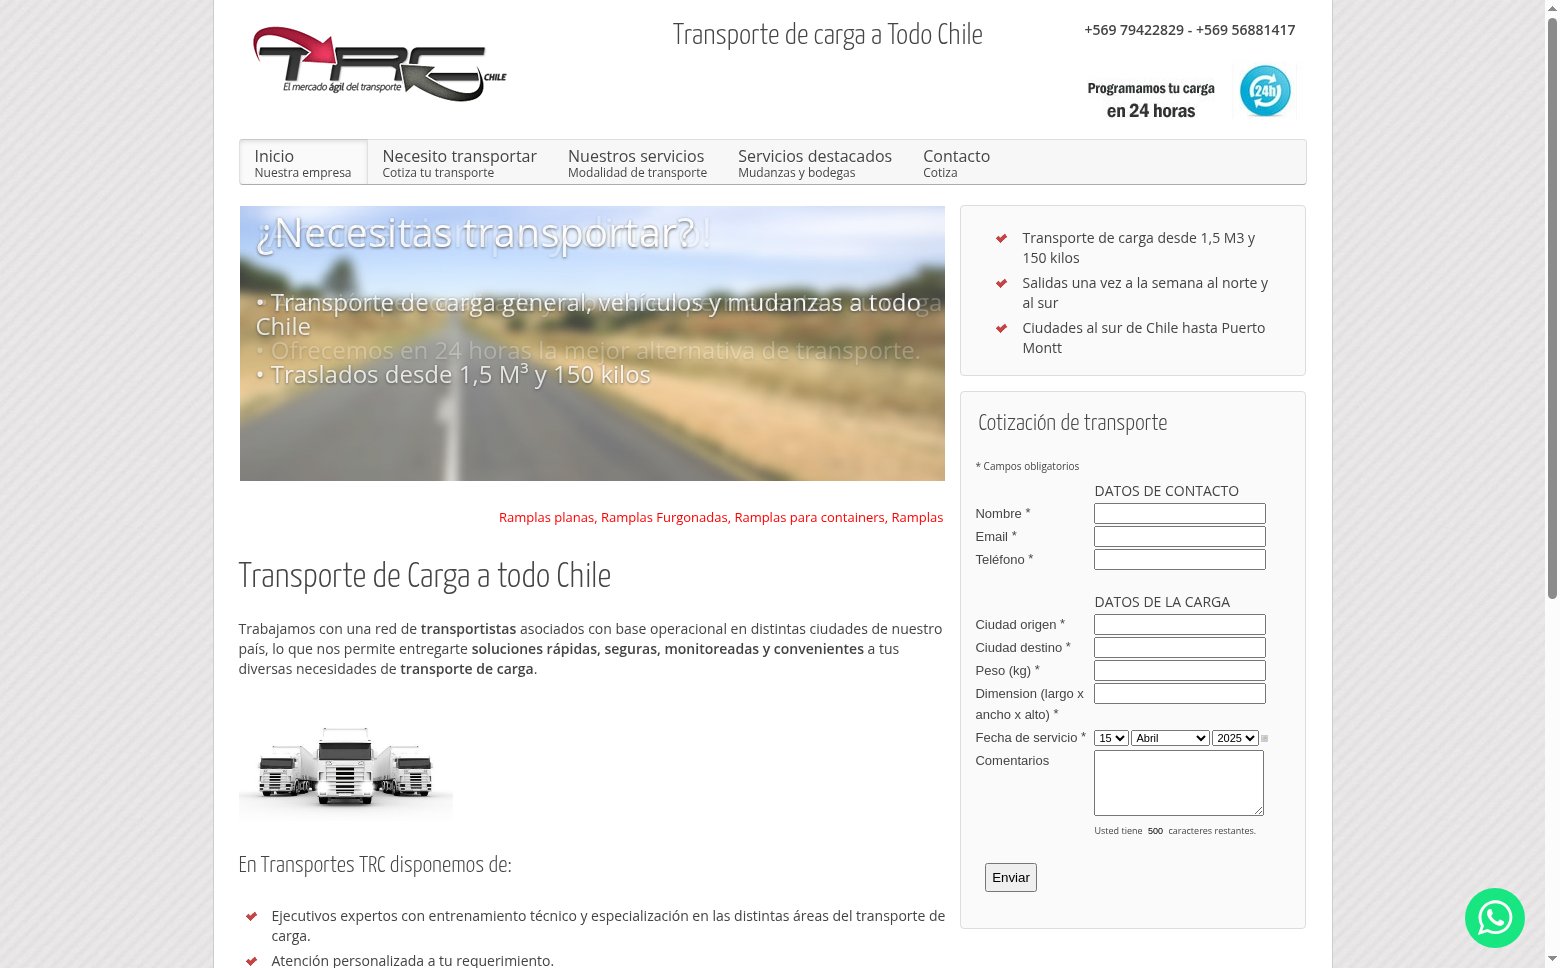 TRC CHILE
El mercado ágil del transporte
Transporte de carga a Todo Chile
+569 79422829 - +569 56881417
Programamos tu carga
en 24 horas
24h
Inicio
Nuestra empresa
Necesito transportar
Cotiza tu transporte
Nuestros servicios
Modalidad de transporte
Servicios destacados
Mudanzas y bodegas
Contacto
Cotiza
¿Necesitas transportar?
• Transporte de carga general, vehículos y mudanzas a todo
Chile
• Ofrecemos en 24 horas la mejor alternativa de transporte.
• Traslados desde 1,5 M³ y 150 kilos
Ramplas planas, Ramplas Furgonadas, Ramplas para containers, Ramplas
Transporte de Carga a todo Chile
Trabajamos con una red de transportistas asociados con base operacional en distintas ciudades de nuestro
país, lo que nos permite entregarte soluciones rápidas, seguras, monitoreadas y convenientes a tus
diversas necesidades de transporte de carga.
En Transportes TRC disponemos de:
Ejecutivos expertos con entrenamiento técnico y especialización en las distintas áreas del transporte de
carga.
Atención personalizada a tu requerimiento.
Transporte de carga desde 1,5 M3 y
150 kilos
Salidas una vez a la semana al norte y
al sur
Ciudades al sur de Chile hasta Puerto
Montt
Cotización de transporte
* Campos obligatorios
DATOS DE CONTACTO
Nombre *
Email *
Teléfono *
DATOS DE LA CARGA
Ciudad origen *
Ciudad destino *
Peso (kg) *
Dimension (largo x
ancho x alto) *
Fecha de servicio * 15 Abril 2025
Comentarios
Usted tiene 500 caracteres restantes.
Enviar